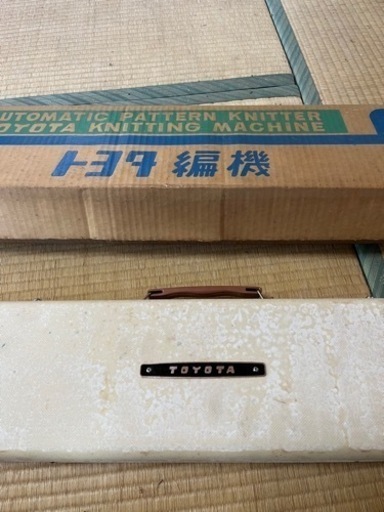 AUTOMATIC PATTERN KNITTER
TOYOTA KNITTING MACHINE
トヨタ編機
TOYOTA